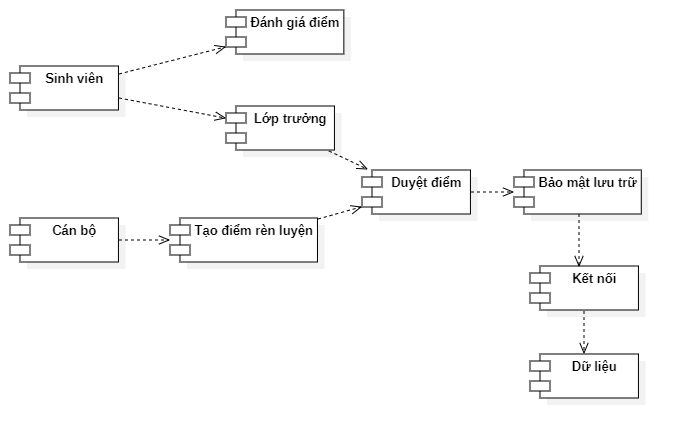 Đánh giá điểm
Sinh viên
Lớp trưởng
Duyệt điểm
Bảo mật lưu trữ
Cán bộ
Tạo điểm rèn luyện
Kết nối
Dữ liệu